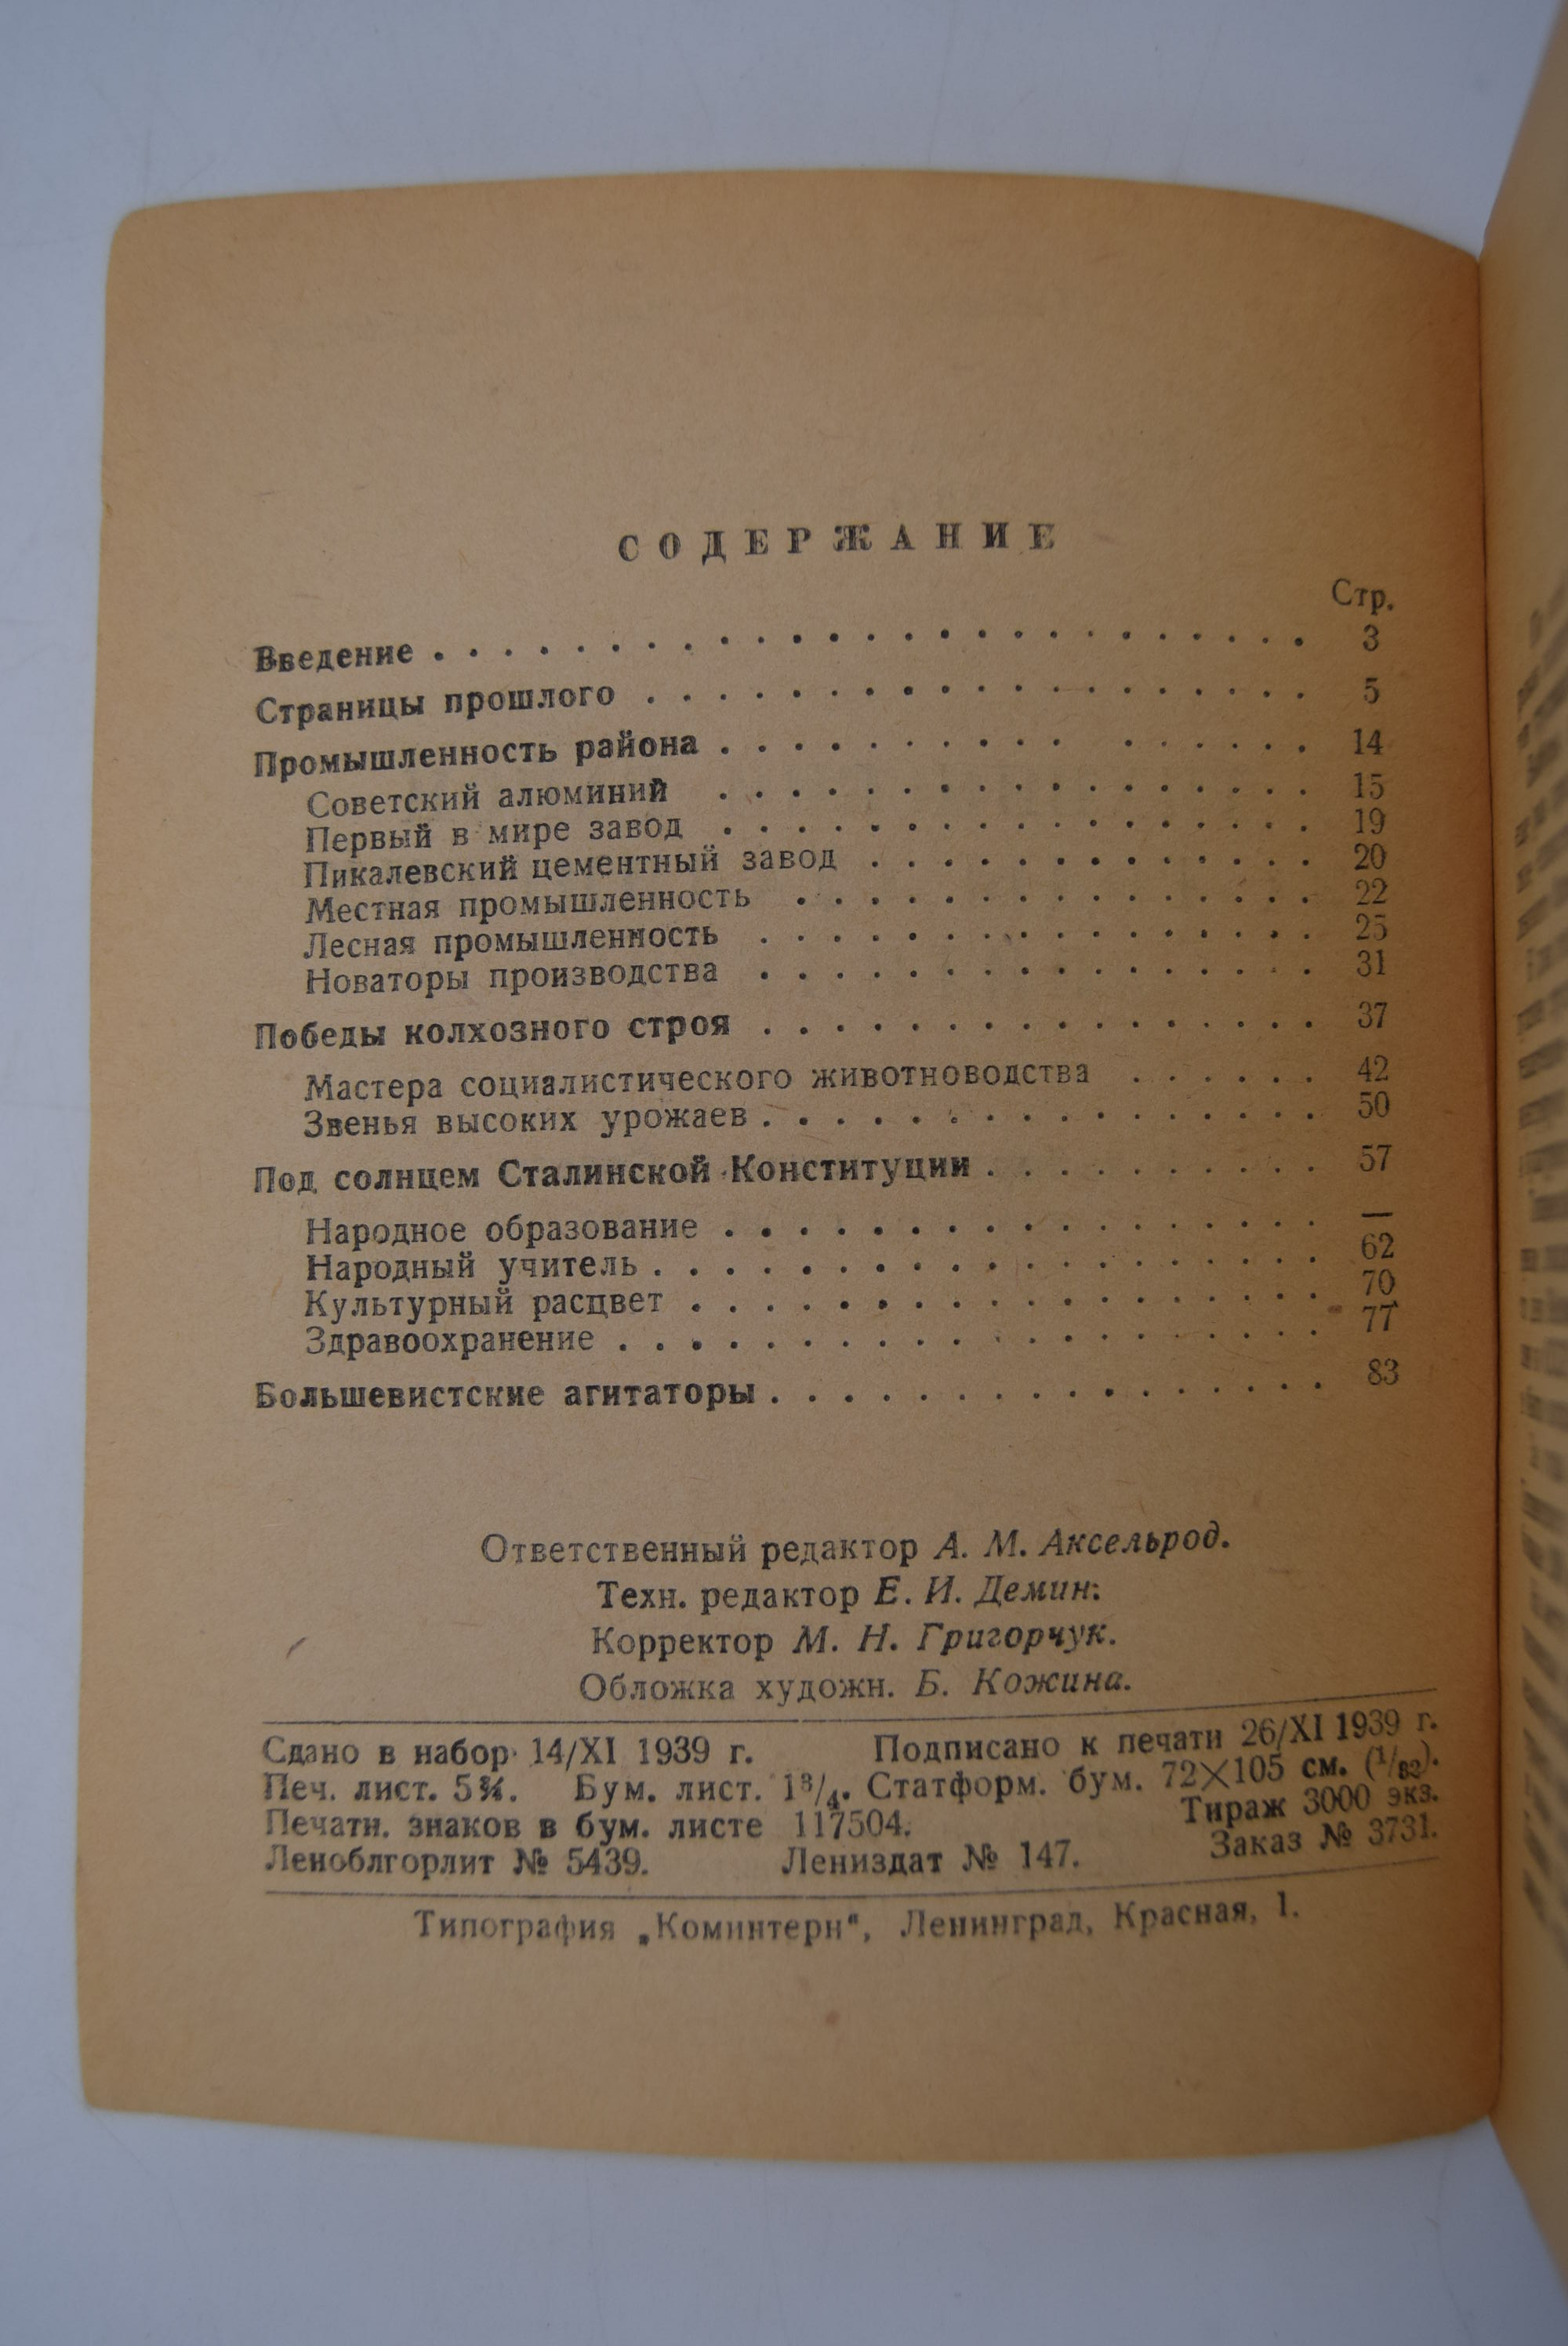 СОДЕРЖАНИЕ
Стр.
Введение . . . . . . . . . . . . . . . . . . . . . . . . . 3
Страницы прошлого . . . . . . . . . . . . . . . . . . . 5
Промышленность района . . . . . . . . . . . . . . . . 14
Советский алюминий . . . . . . . . . . . . . . . . . 15
Первый в мире завод . . . . . . . . . . . . . . . . . 19
Пикалевский цементный завод . . . . . . . . . . . . . 20
Местная промышленность . . . . . . . . . . . . . . . 22
Лесная промышленность . . . . . . . . . . . . . . . . 25
Новаторы производства . . . . . . . . . . . . . . . . 31
Победы колхозного строя . . . . . . . . . . . . . . . . 37
Мастера социалистического животноводства . . . . . . 42
Звенья высоких урожаев . . . . . . . . . . . . . . . . 50
Под солнцем Сталинской Конституции . . . . . . . . . . 57
Народное образование . . . . . . . . . . . . . . . . . —
Народный учитель . . . . . . . . . . . . . . . . . . . 62
Культурный расцвет . . . . . . . . . . . . . . . . . . 70
Здравоохранение . . . . . . . . . . . . . . . . . . . . 77
Большевистские агитаторы . . . . . . . . . . . . . . . . 83
Ответственный редактор А. М. Аксельрод.
Техн. редактор Е. И. Демин.
Корректор М. Н. Григорчук.
Обложка художн. Б. Кожина.
Сдано в набор 14/XI 1939 г. Подписано к печати 26/XI 1939 г.
Печ. лист. 5¾. Бум. лист. 1³/₄. Статформ. бум. 72×105 см. (¹/₃₂).
Печатн. знаков в бум. листе 117504. Тираж 3000 экз.
Леноблгорлит № 5439. Лениздат № 147. Заказ № 3731.
Типография „Коминтерн“, Ленинград, Красная, 1.